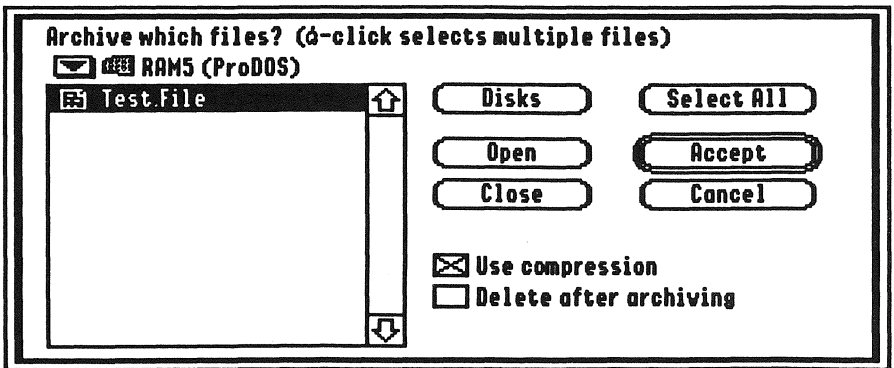 Archive which files? (-click selects multiple files)
RAM5 (ProDOS)
Test.File
Disks
Select All
Open
Accept
Close
Cancel
Use compression
Delete after archiving